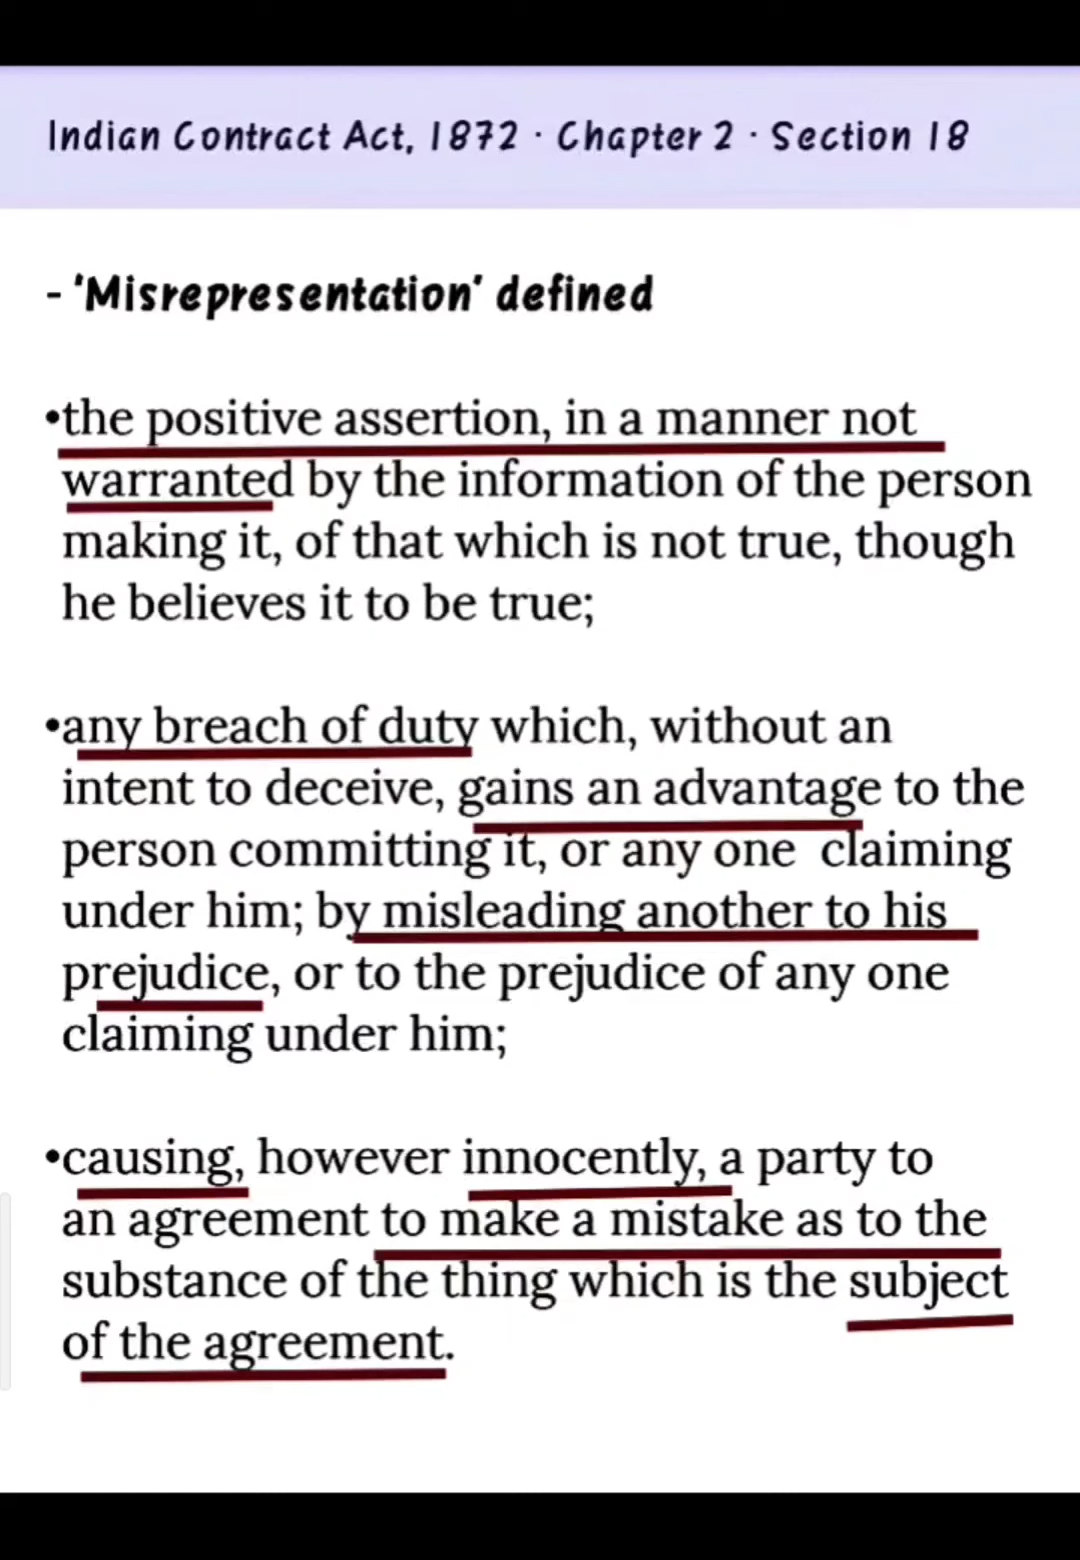 Indian Contract Act, 1872 · Chapter 2 · Section 18
- 'Misrepresentation' defined
•the positive assertion, in a manner not
warranted by the information of the person
making it, of that which is not true, though
he believes it to be true;
•any breach of duty which, without an
intent to deceive, gains an advantage to the
person committing it, or any one claiming
under him; by misleading another to his
prejudice, or to the prejudice of any one
claiming under him;
•causing, however innocently, a party to
an agreement to make a mistake as to the
substance of the thing which is the subject
of the agreement.